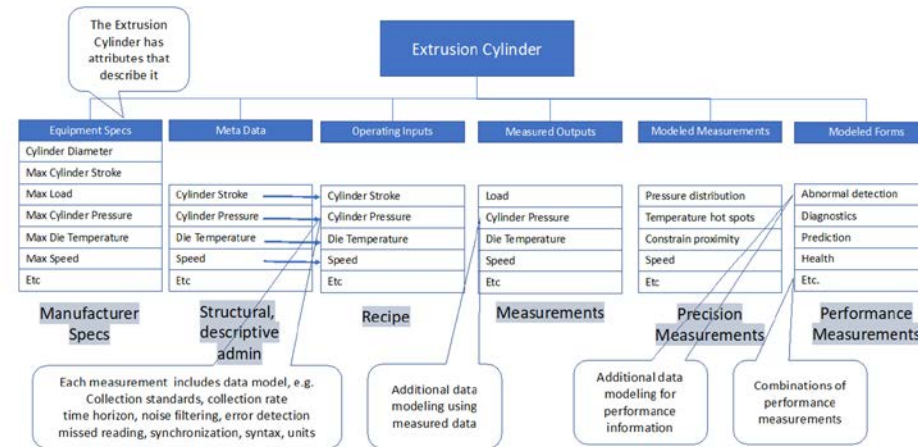 The Extrusion
Cylinder has
attributes that
describe it
Extrusion Cylinder
Equipment Specs
Cylinder Diameter
Max Cylinder Stroke
Max Load
Max Cylinder Pressure
Max Die Temperature
Max Speed
Etc
Manufacturer
Specs
Meta Data
Cylinder Stroke
Cylinder Pressure
Die Temperature
Speed
Etc
Structural,
descriptive
admin
Operating Inputs
Cylinder Stroke
Cylinder Pressure
Die Temperature
Speed
Etc
Recipe
Measured Outputs
Load
Cylinder Pressure
Die Temperature
Speed
Etc
Measurements
Modeled Measurements
Pressure distribution
Temperature hot spots
Constrain proximity
Speed
Etc
Precision
Measurements
Modeled Forms
Abnormal detection
Diagnostics
Prediction
Health
Etc.
Performance
Measurements
Each measurement includes data model, e.g.
Collection standards, collection rate
time horizon, noise filtering, error detection
missed reading, synchronization, syntax, units
Additional data
modeling using
measured data
Additional data
modeling for
performance
information
Combinations of
performance
measurements